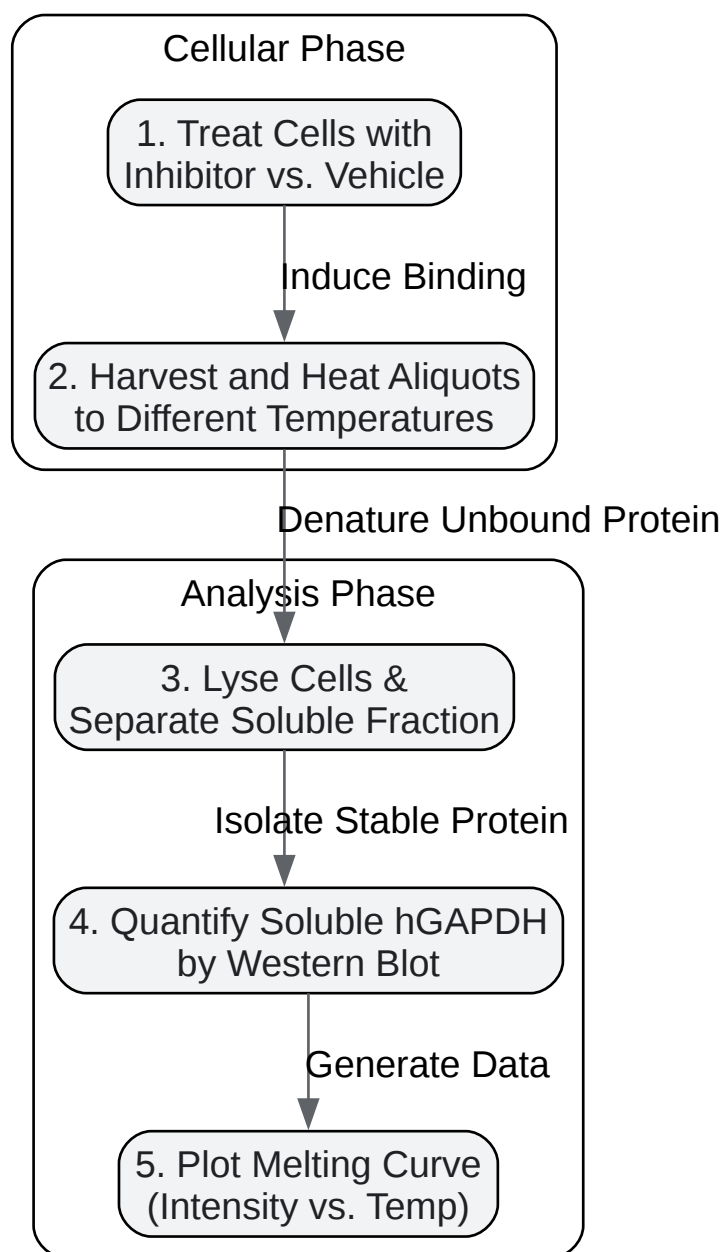 Cellular Phase
1. Treat Cells with
Inhibitor vs. Vehicle
Induce Binding
2. Harvest and Heat Aliquots
to Different Temperatures
Denature Unbound Protein
Analysis Phase
3. Lyse Cells &
Separate Soluble Fraction
Isolate Stable Protein
4. Quantify Soluble hGAPDH
by Western Blot
Generate Data
5. Plot Melting Curve
(Intensity vs. Temp)